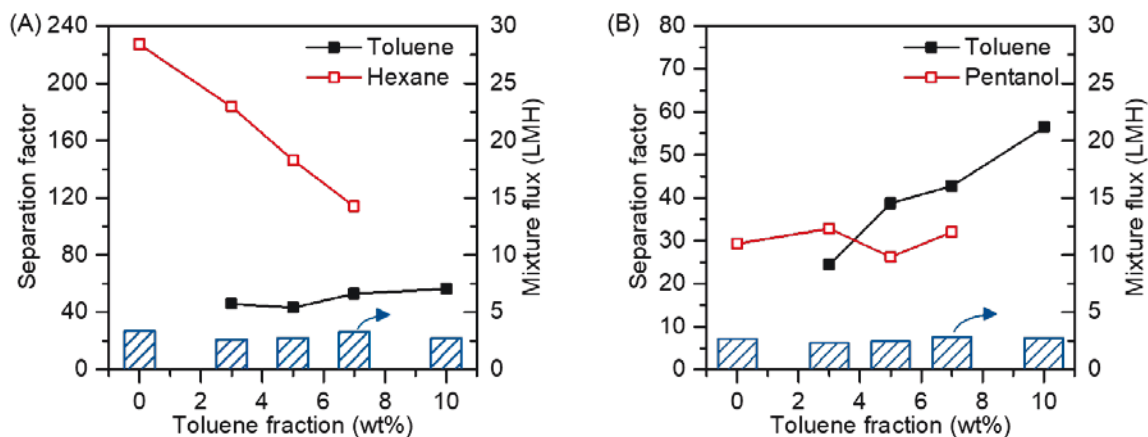 (A)
240
200
160
120
80
40
0
Separation factor
Toluene
Hexane
30
25
20
15
10
5
0
Mixture flux (LMH)
0 2 4 6 8 10
Toluene fraction (wt%)
(B)
80
70
60
50
40
30
20
10
0
Separation factor
Toluene
Pentanol
30
25
20
15
10
5
0
Mixture flux (LMH)
0 2 4 6 8 10
Toluene fraction (wt%)